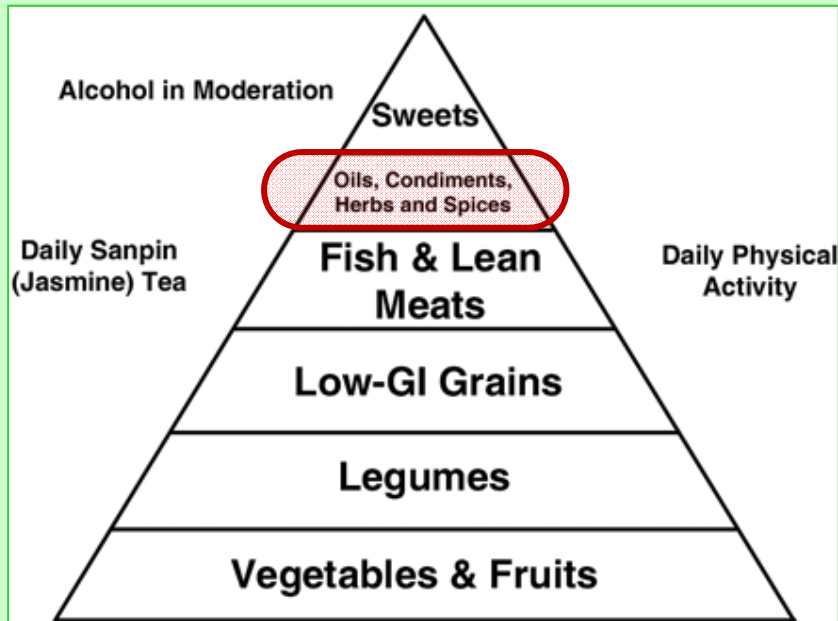 Alcohol in Moderation
Sweets
Oils, Condiments,
Herbs and Spices
Daily Sanpin
(Jasmine) Tea
Fish & Lean
Meats
Daily Physical
Activity
Low-GI Grains
Legumes
Vegetables & Fruits